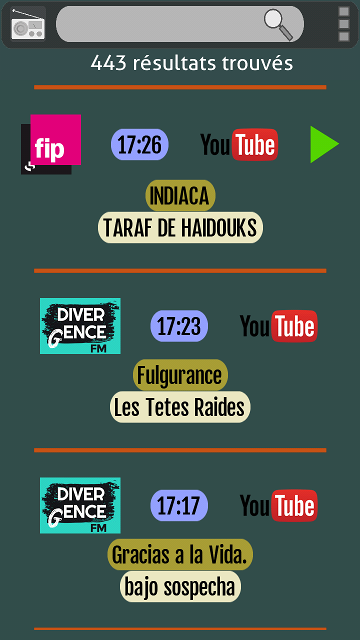 443 résultats trouvés
fip
17:26
YouTube
INDIACA
TARAF DE HAIDOUKS
DIVER
GENCE
FM
17:23
YouTube
Fulgurance
Les Tetes Raides
DIVER
GENCE
FM
17:17
YouTube
Gracias a la Vida.
bajo sospecha